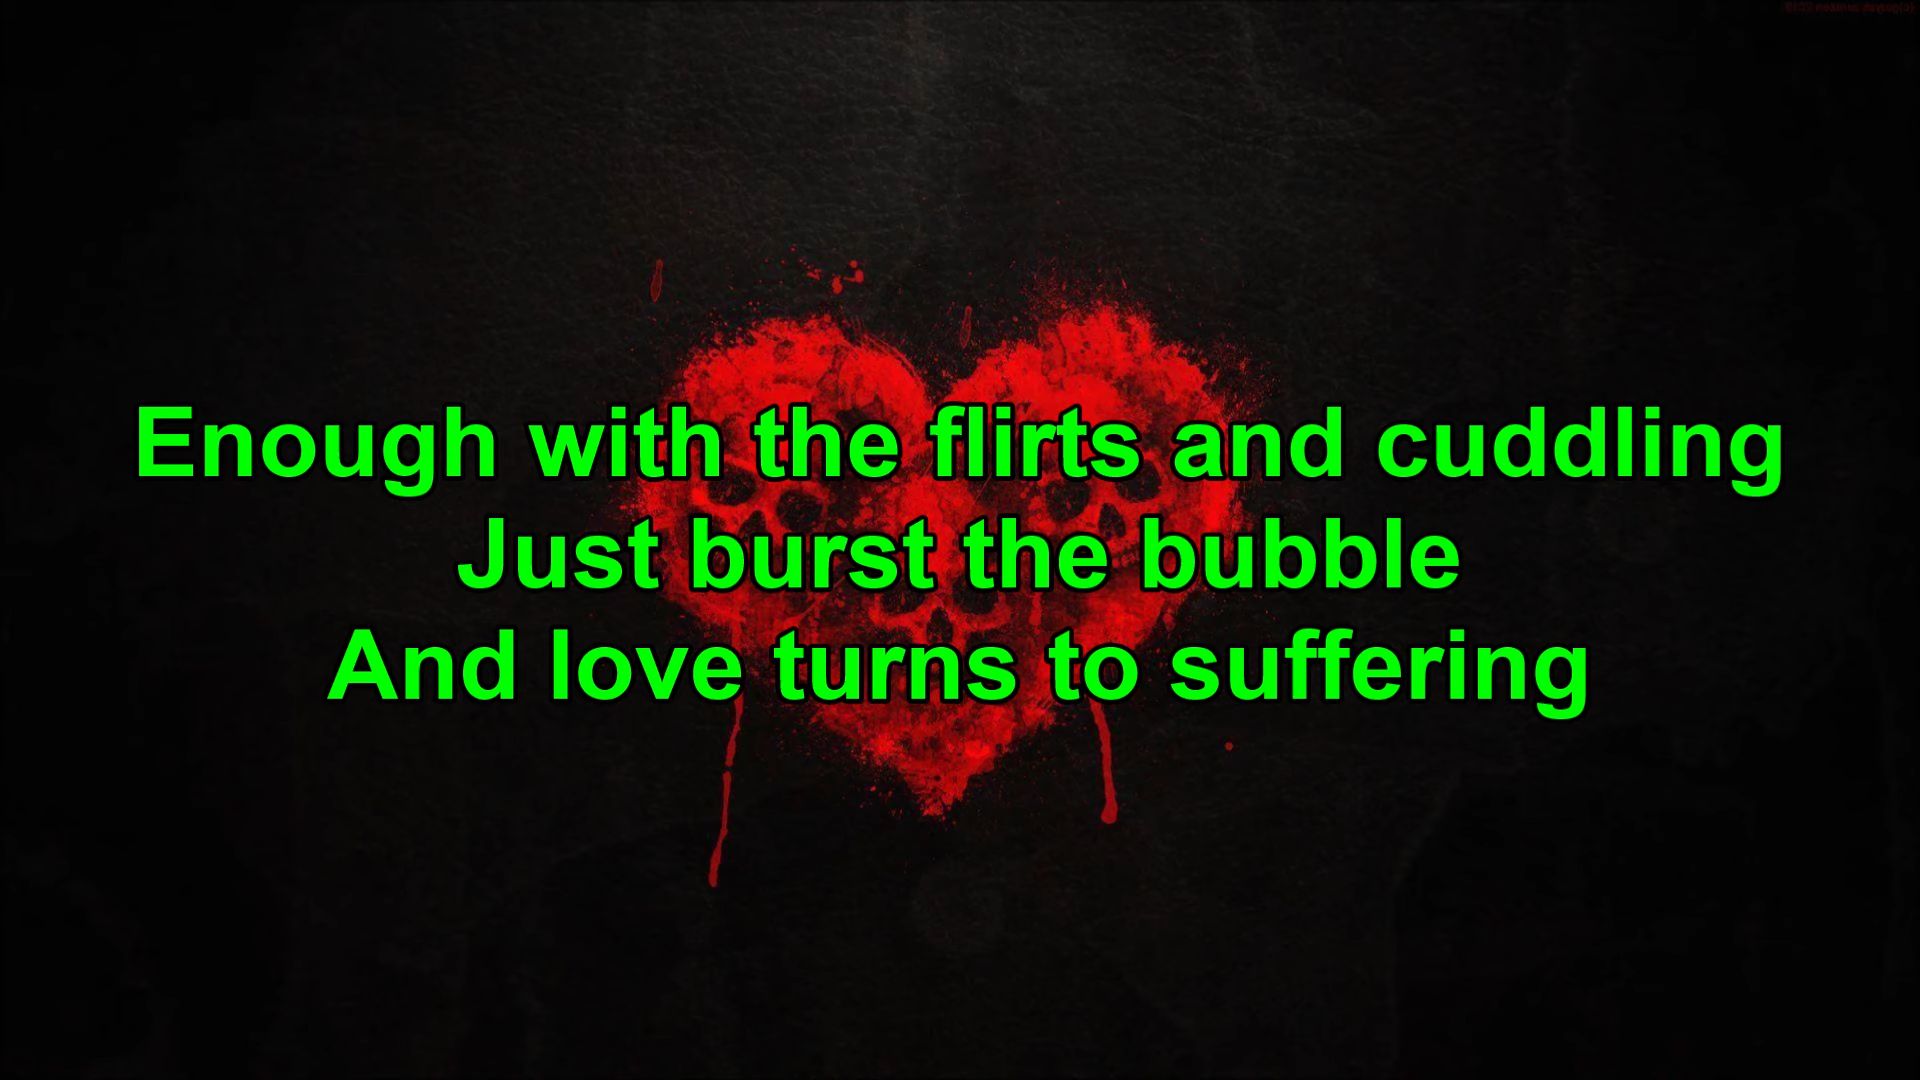 Enough with the flirts and cuddling
Just burst the bubble
And love turns to suffering